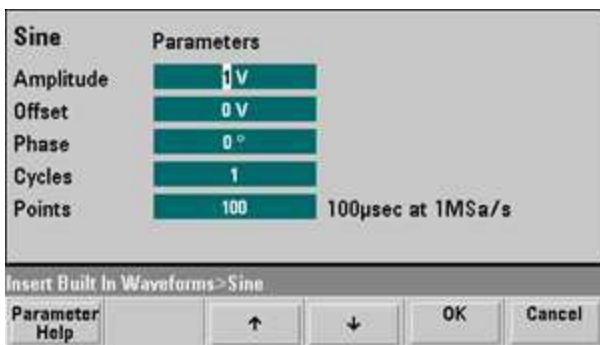 Sine
Parameters
Amplitude 1 V
Offset 0 V
Phase 0 °
Cycles 1
Points 100 100µsec at 1MSa/s
Insert Built In Waveforms>Sine
Parameter Help ↑ ↓ OK Cancel